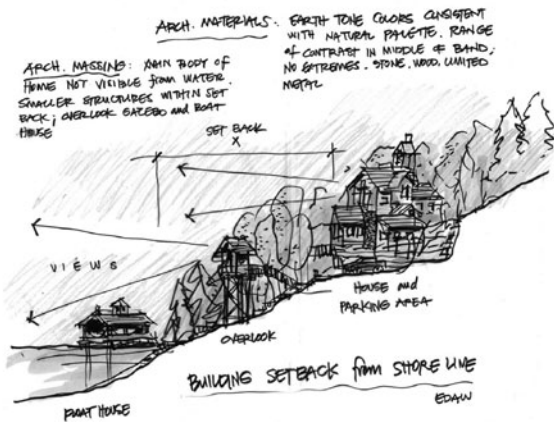 ARCH. MATERIALS: EARTH TONE COLORS CONSISTENT
WITH NATURAL PALETTE. RANGE
of CONTRAST IN MIDDLE OF BAND;
NO EXTREMES. STONE, WOOD, LIMITED
METAL
ARCH. MASSING: MAIN BODY OF
HOME NOT VISIBLE from WATER.
SMALLER STRUCTURES WITHIN SET
BACK; OVERLOOK GAZEBO and BOAT
HOUSE
SET BACK
X
VIEWS
HOUSE and
PARKING AREA
OVERLOOK
BUILDING SETBACK from SHORE LINE
BOAT HOUSE
EDAW